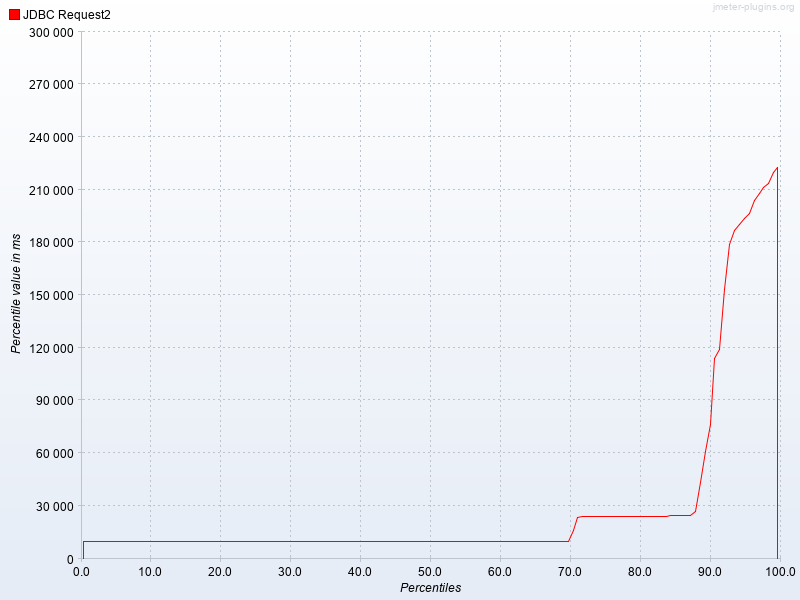 jmeter-plugins.org
JDBC Request2
300 000
270 000
240 000
210 000
180 000
150 000
120 000
90 000
60 000
30 000
0
Percentile value in ms
0.0 10.0 20.0 30.0 40.0 50.0 60.0 70.0 80.0 90.0 100.0
Percentiles